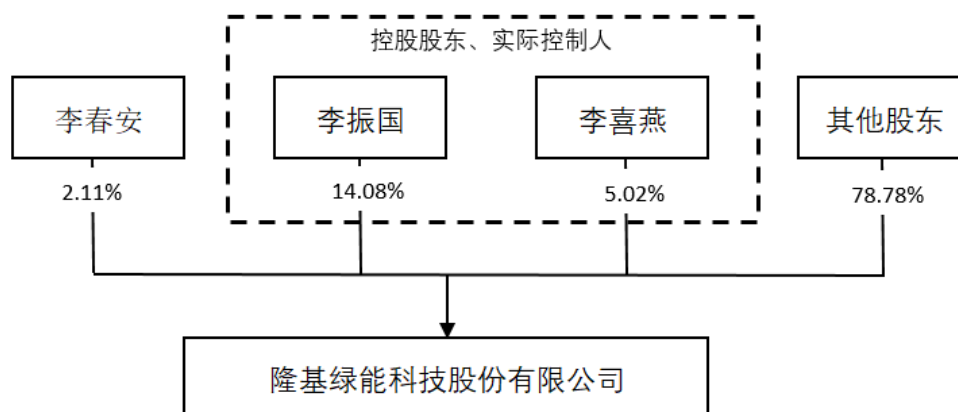 控股股东、实际控制人
李春安
李振国
李喜燕
其他股东
2.11%
14.08%
5.02%
78.78%
隆基绿能科技股份有限公司